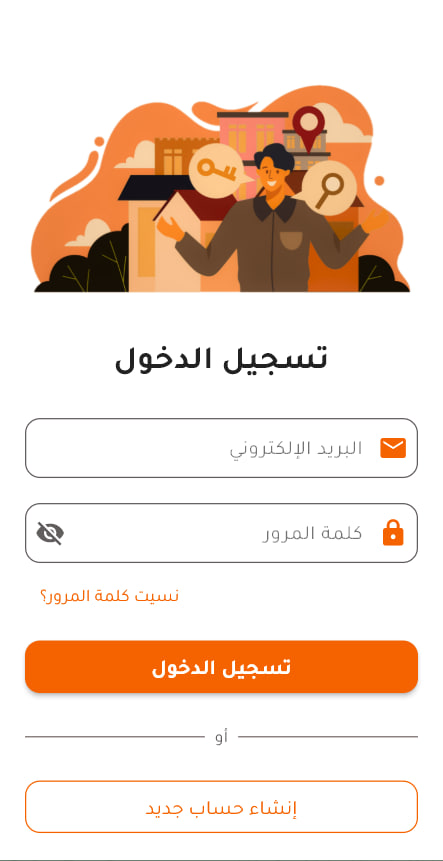 تسجيل الدخول
البريد الإلكتروني
كلمة المرور
نسيت كلمة المرور؟
تسجيل الدخول
أو
إنشاء حساب جديد